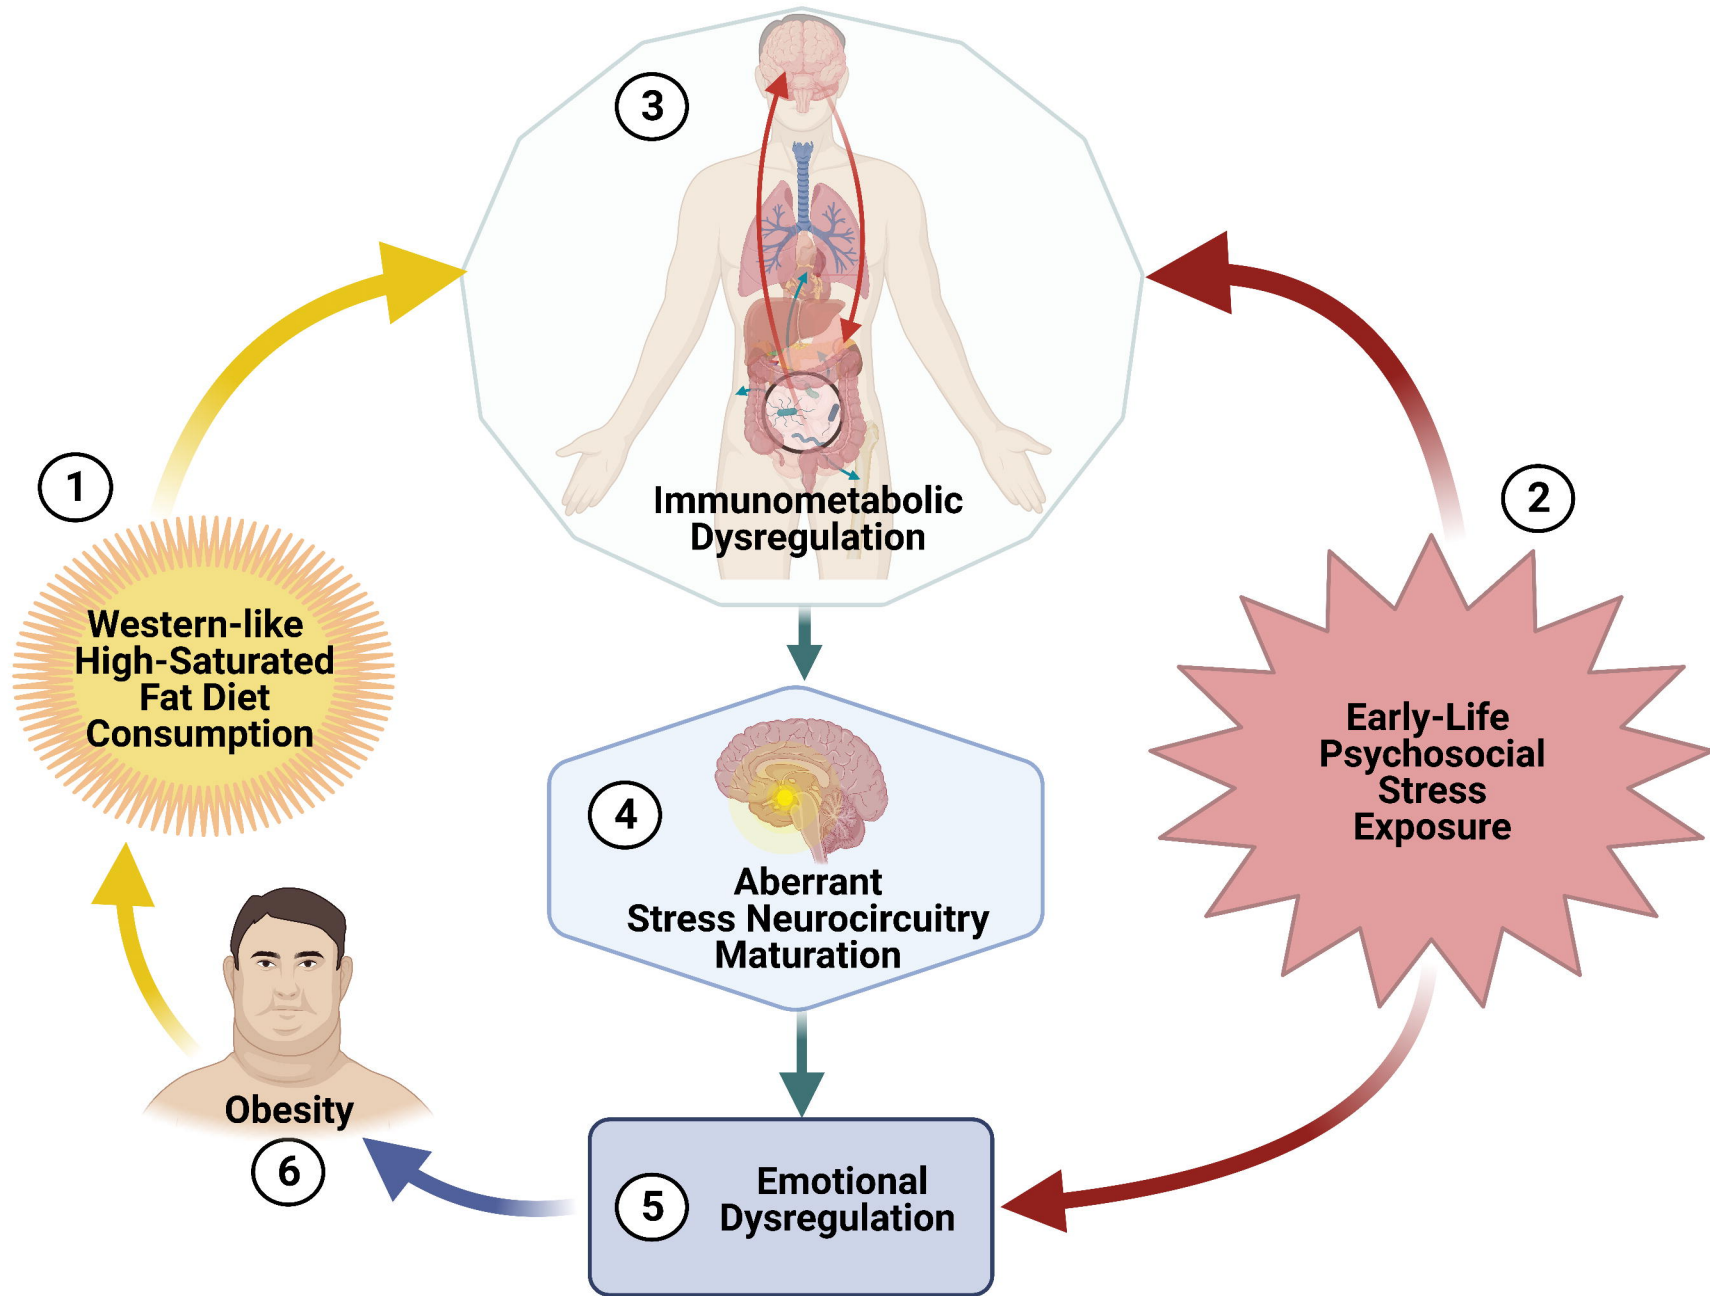 3
Immunometabolic
Dysregulation
1
Western-like
High-Saturated
Fat Diet
Consumption
2
Early-Life
Psychosocial
Stress
Exposure
4
Aberrant
Stress Neurocircuitry
Maturation
5
Emotional
Dysregulation
Obesity
6